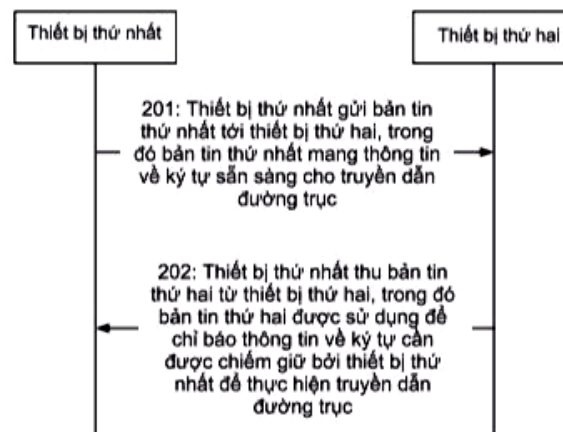 Thiết bị thứ nhất
Thiết bị thứ hai
201: Thiết bị thứ nhất gửi bản tin
thứ nhất tới thiết bị thứ hai, trong
đó bản tin thứ nhất mang thông tin
về ký tự sẵn sàng cho truyền dẫn
đường trục
202: Thiết bị thứ nhất thu bản tin
thứ hai từ thiết bị thứ hai, trong đó
bản tin thứ hai được sử dụng để
chỉ báo thông tin về ký tự cần
được chiếm giữ bởi thiết bị thứ
nhất để thực hiện truyền dẫn
đường trục